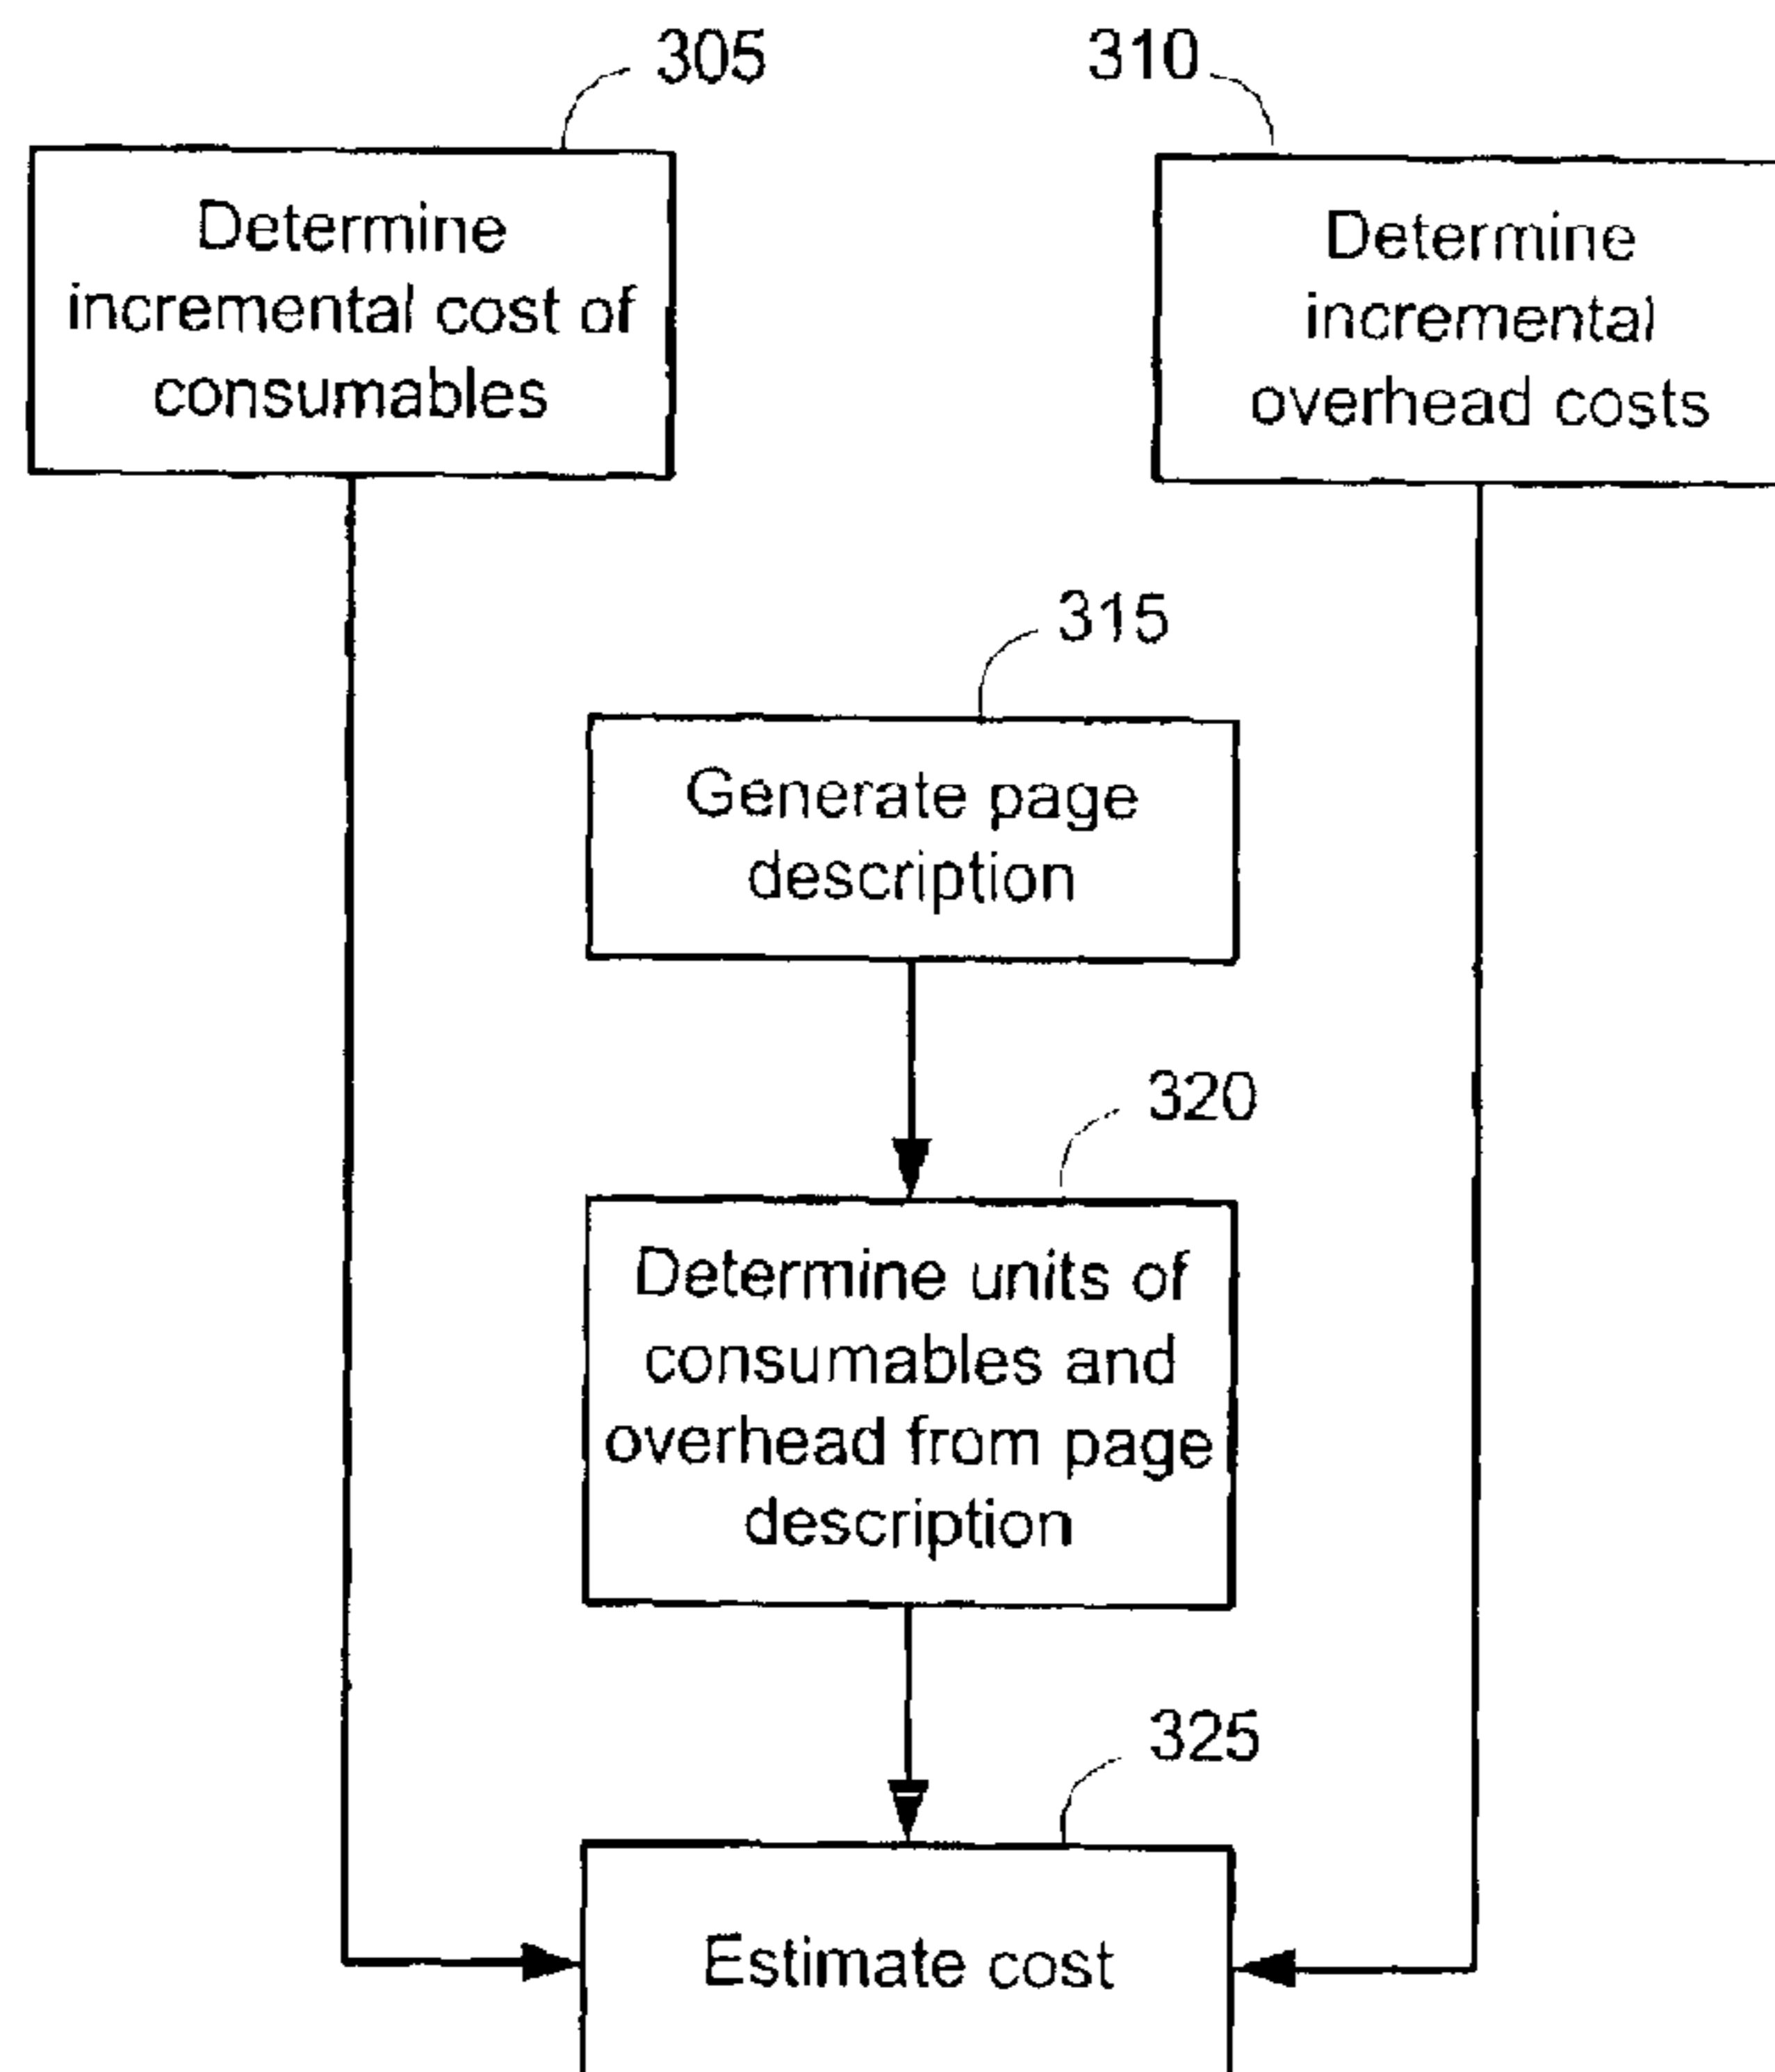 305
310
Determine
incremental cost of
consumables
Determine
incremental
overhead costs
315
Generate page
description
320
Determine units of
consumables and
overhead from page
description
325
Estimate cost